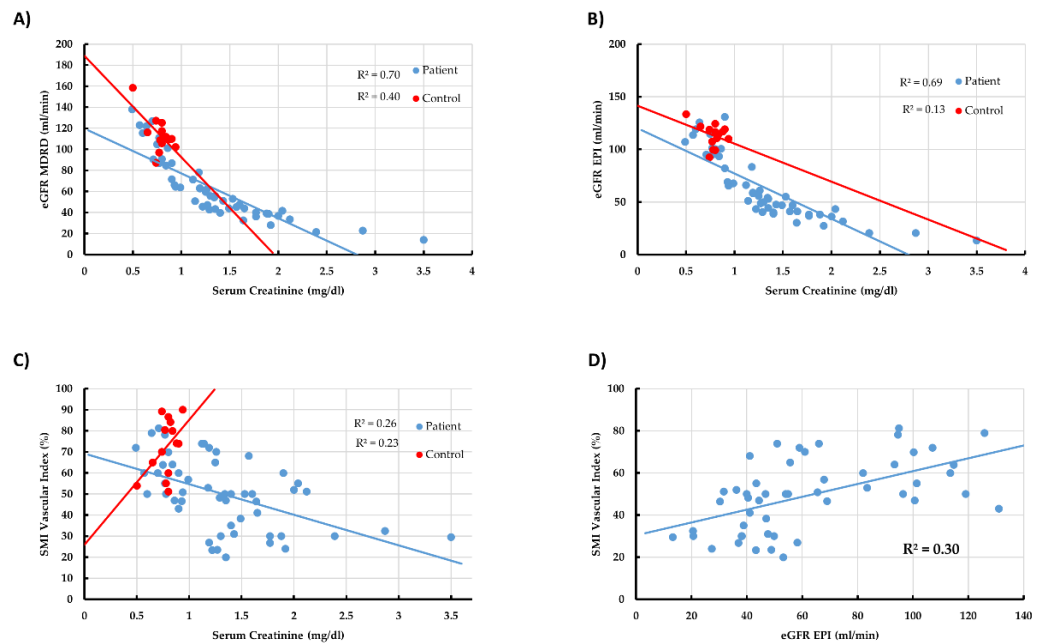 A)
200
180
160
140
120
100
80
60
40
20
0
eGFR MDRD (ml/min)
R² = 0.70 Patient
R² = 0.40 Control
0 0.5 1 1.5 2 2.5 3 3.5 4
Serum Creatinine (mg/dl)
B)
200
150
100
50
0
eGFR EPI (ml/min)
R² = 0.69 Patient
R² = 0.13 Control
0 0.5 1 1.5 2 2.5 3 3.5 4
Serum Creatinine (mg/dl)
C)
100
90
80
70
60
50
40
30
20
10
0
SMI Vascular Index (%)
R² = 0.26 Patient
R² = 0.23
Control
0 0.5 1 1.5 2 2.5 3 3.5
Serum Creatinine (mg/dl)
D)
100
80
60
40
20
0
SMI Vascular Index (%)
R² = 0.30
0 20 40 60 80 100 120 140
eGFR EPI (ml/min)